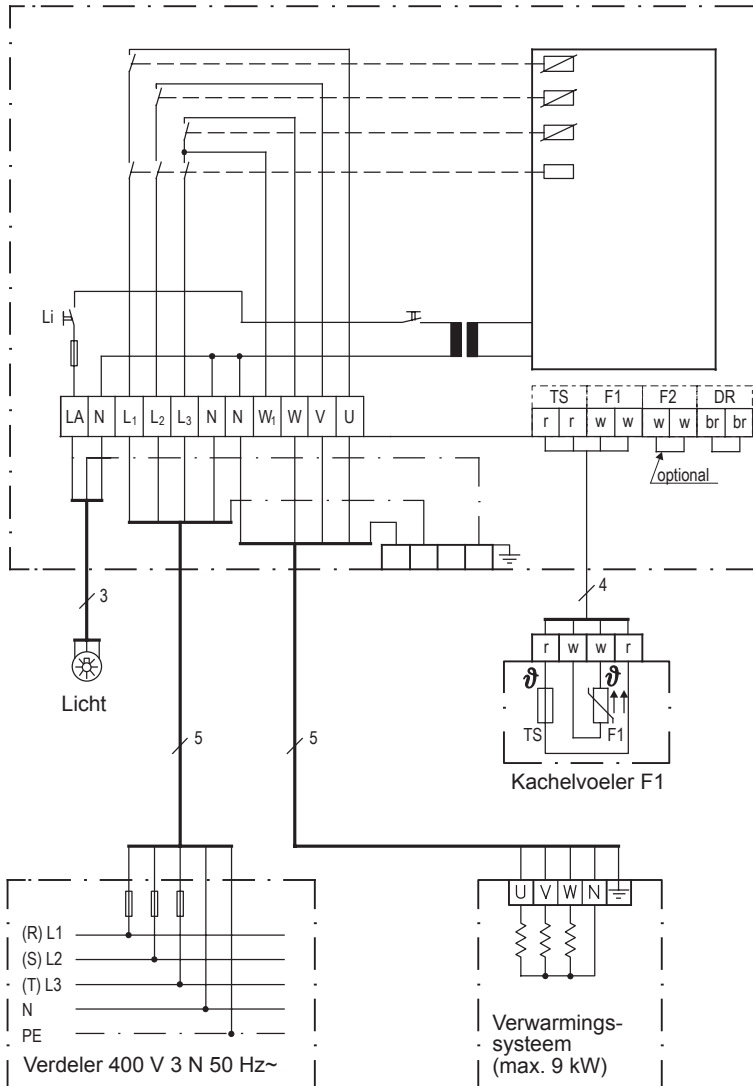 Li
TS F1 F2 DR
LA N L1 L2 L3 N N W1 W V U
r r w w w w br br
optional
3
4
Licht
r w w r
ϑ ϑ
TS F1
5 5
Kachelvoeler F1
U V W N
(R) L1
(S) L2
(T) L3
N
PE
Verdeler 400 V 3 N 50 Hz~
Verwarmings-
systeem
(max. 9 kW)